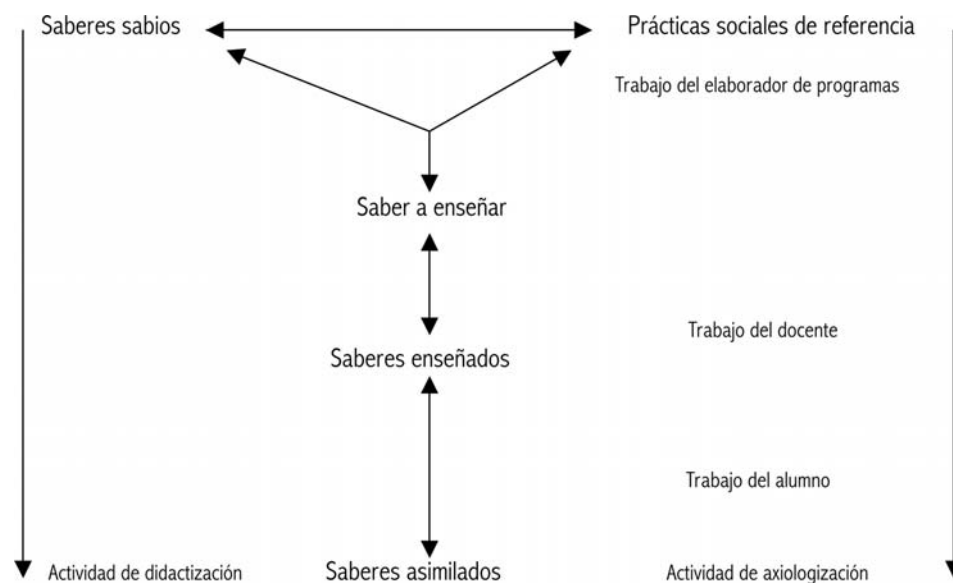 Saberes sabios
Prácticas sociales de referencia
Trabajo del elaborador de programas
Saber a enseñar
Trabajo del docente
Saberes enseñados
Trabajo del alumno
Actividad de didactización
Saberes asimilados
Actividad de axiologización